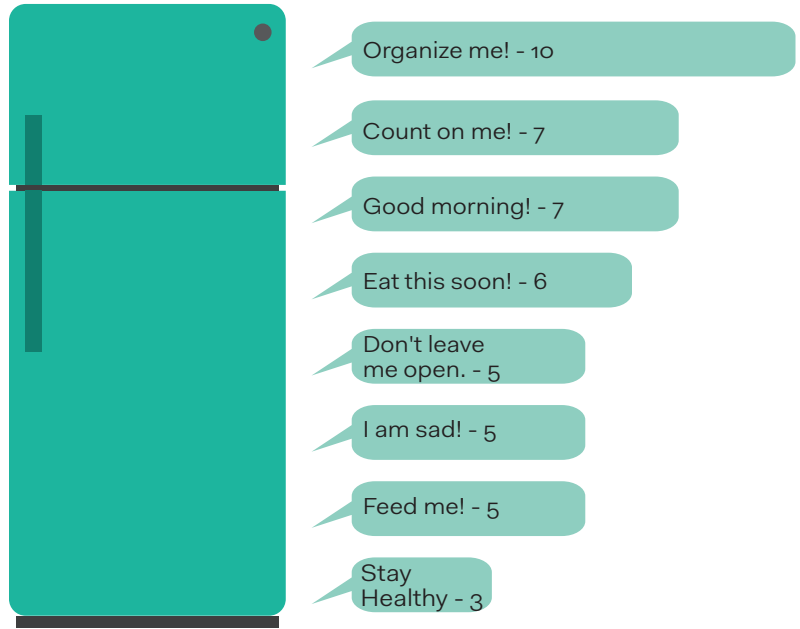 Organize me! - 10
Count on me! - 7
Good morning! - 7
Eat this soon! - 6
Don't leave
me open. - 5
I am sad! - 5
Feed me! - 5
Stay
Healthy - 3